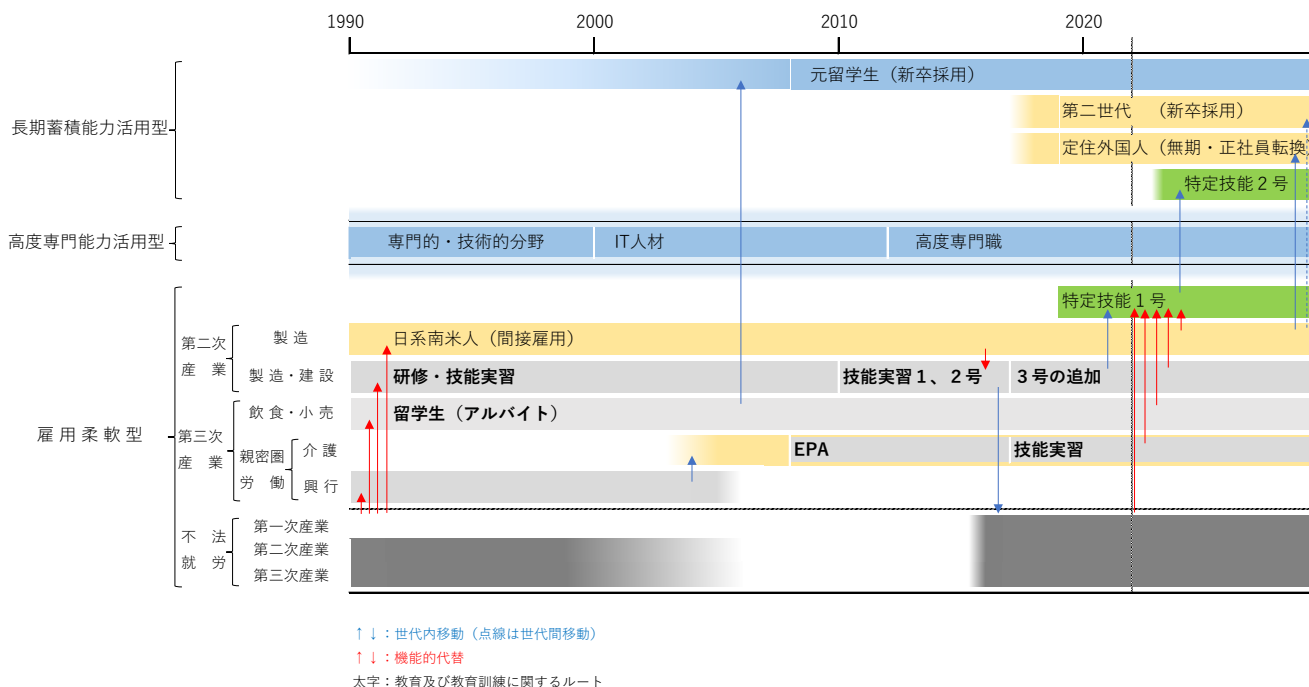 1990 2000 2010 2020
元留学生（新卒採用）
第二世代 （新卒採用）
長期蓄積能力活用型
定住外国人（無期・正社員転換）
特定技能２号
高度専門能力活用型
専門的・技術的分野 IT人材 高度専門職
特定技能１号
第二次
産業
製造
日系南米人（間接雇用）
製造・建設
研修・技能実習 技能実習１、２号 ３号の追加
雇用柔軟型
第三次
産業
飲食・小売
留学生（アルバイト）
親密圏
労働
介護
EPA 技能実習
興行
不法
就労
第一次産業
第二次産業
第三次産業
↑↓：世代内移動（点線は世代間移動）
↑↓：機能的代替
太字：教育及び教育訓練に関するルート